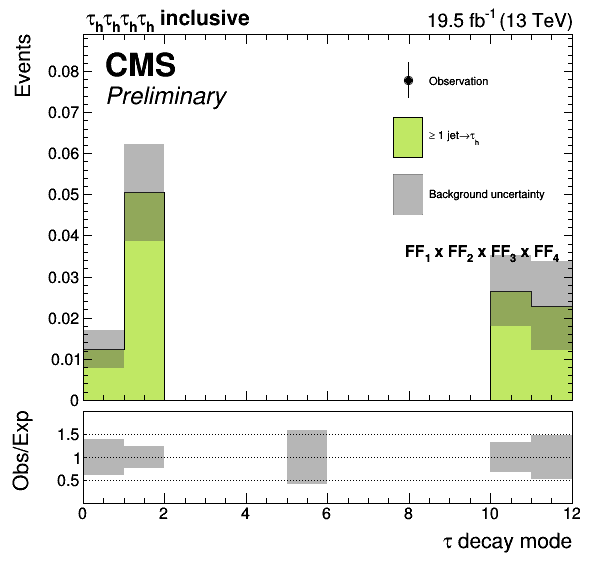 τhτhτhτh inclusive
19.5 fb⁻¹ (13 TeV)
Events
CMS
Preliminary
Observation
≥ 1 jet→τh
Background uncertainty
FF₁ x FF₂ x FF₃ x FF₄
0.08
0.07
0.06
0.05
0.04
0.03
0.02
0.01
0
Obs/Exp
1.5
1
0.5
0 2 4 6 8 10 12
τ decay mode